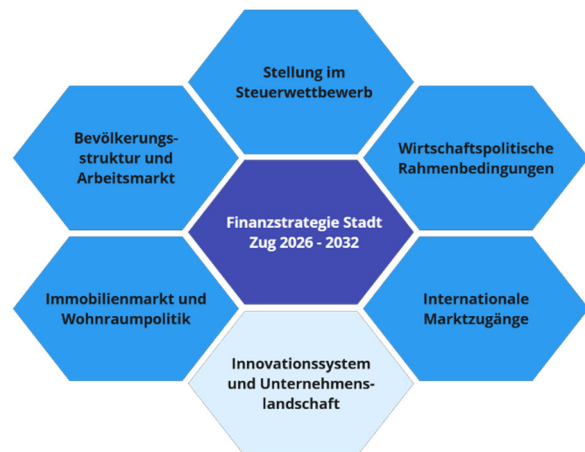 Stellung im
Steuerwettbewerb
Bevölkerungs-
struktur und
Arbeitsmarkt
Wirtschaftspolitische
Rahmenbedingungen
Finanzstrategie Stadt
Zug 2026 - 2032
Immobilienmarkt und
Wohnraumpolitik
Internationale
Marktzugänge
Innovationssystem
und Unternehmens-
landschaft